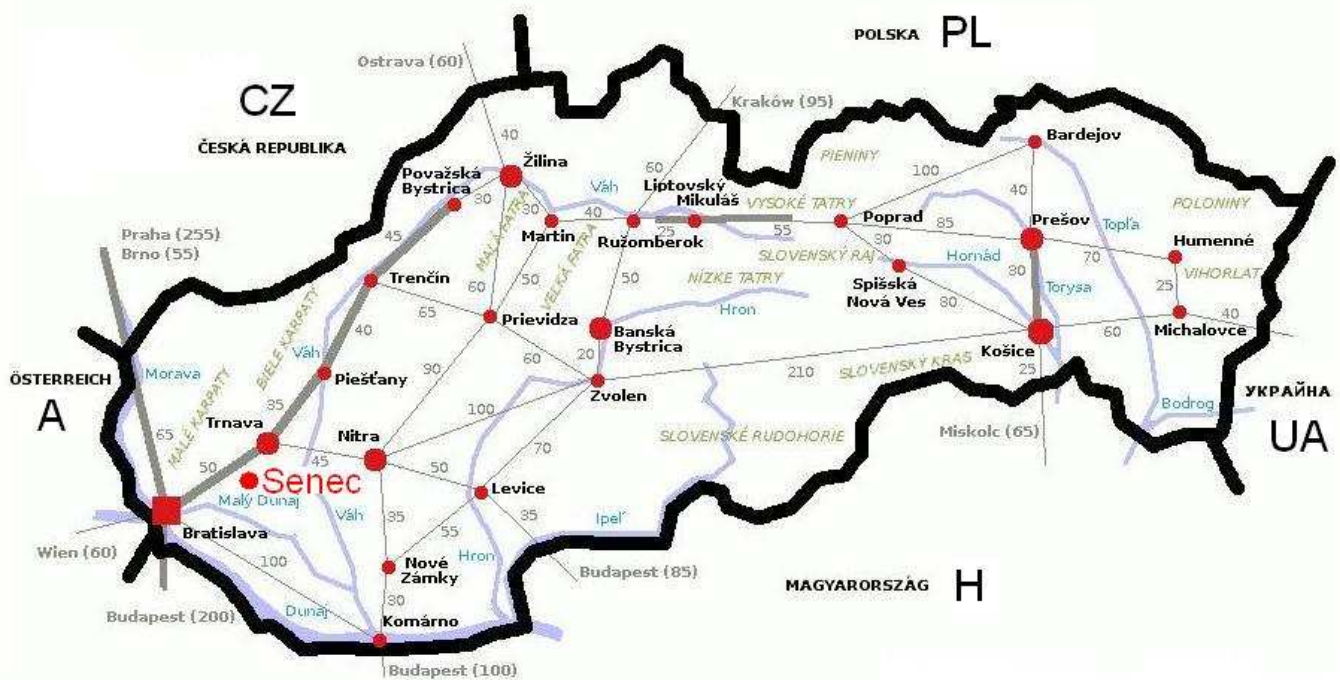 POLSKA PL
Ostrava (60)
CZ
Kraków (95)
ČESKÁ REPUBLIKA
40
Bardejov
Žilina
PIENINY
Považská
Bystrica
60
100
30
30
Váh
Liptovský
Mikuláš
40
VYSOKÉ TATRY
POLONINY
MALÁ FATRA
40
Poprad
85
Prešov
Topľa
Praha (255)
Brno (55)
45
Martin
Ružomberok
25
55
Humenné
VEĽKÁ FATRA
SLOVENSKÝ RAJ
Hornád
70
Trenčín
50
50
NÍZKE TATRY
Spišská
Nová Ves
30
Torysa
25
VIHORLAT
BIELE KARPATY
60
65
Prievidza
Hron
80
40
40
Banská
Bystrica
60
Michalovce
Váh
20
Košice
ÖSTERREICH
A
Morava
Piešťany
90
60
Zvolen
210
SLOVENSKÝ KRAS
25
УКРАЙНА
UA
MALÉ KARPATY
35
Bodrog
65
Trnava
Nitra
100
SLOVENSKÉ RUDOHORIE
Miskolc (65)
50
45
50
70
Senec
Levice
Malý Dunaj
Váh
35
35
Ipeľ
Bratislava
55
Wien (60)
100
Nové
Zámky
Hron
Budapest (85)
MAGYARORSZÁG H
Budapest (200)
Dunaj
30
Komárno
Budapest (100)